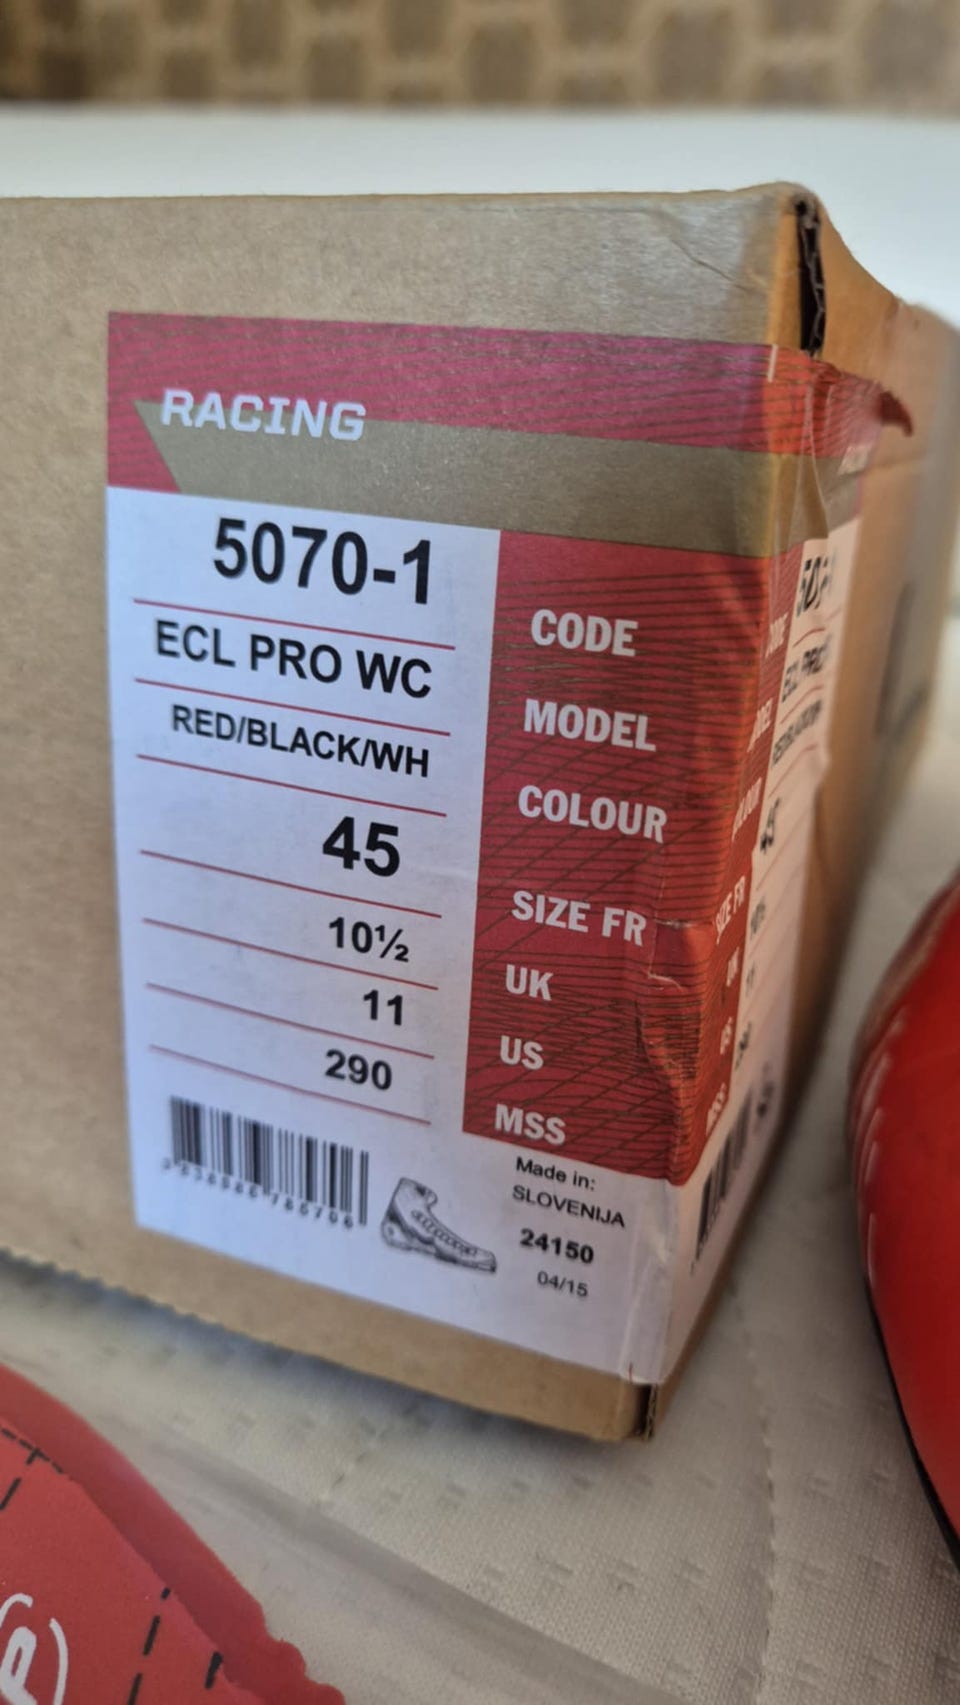 RACING
5070-1 CODE
ECL PRO WC MODEL
RED/BLACK/WH COLOUR
45 SIZE FR
10½ UK
11 US
290 MSS
Made in:
SLOVENIJA
24150
04/15